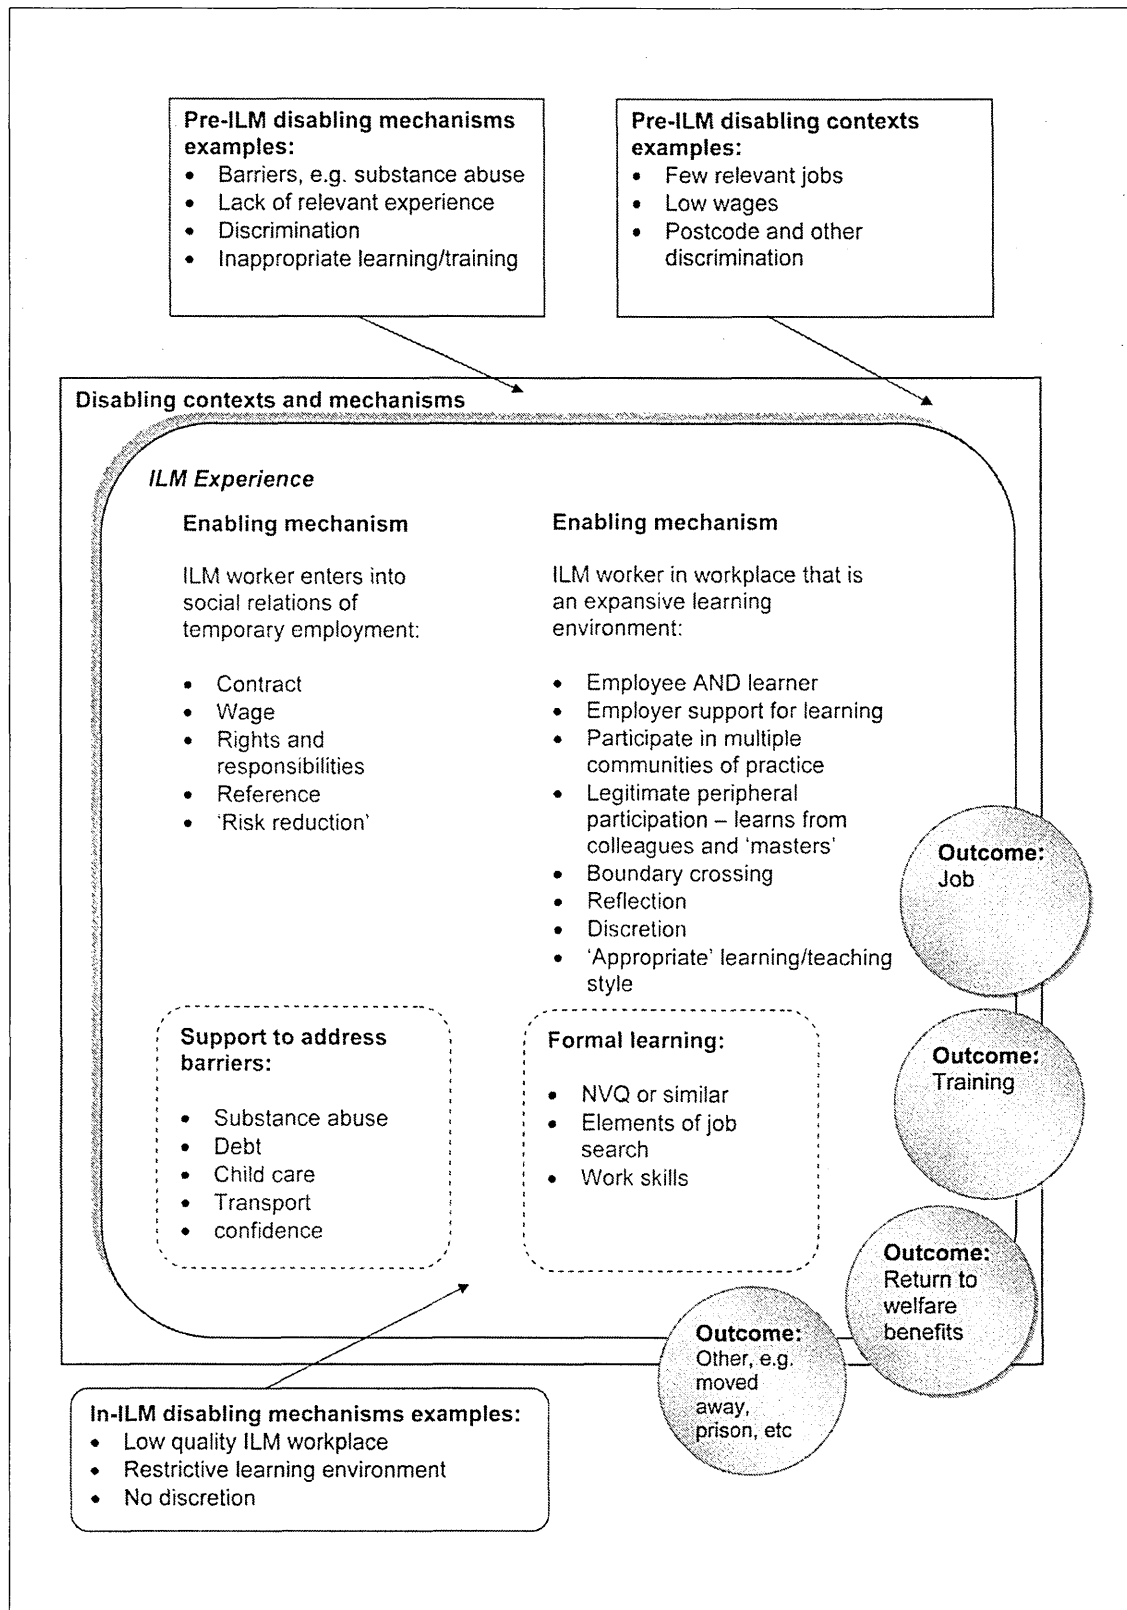 Pre-ILM disabling mechanisms
examples:
• Barriers, e.g. substance abuse
• Lack of relevant experience
• Discrimination
• Inappropriate learning/training
Pre-ILM disabling contexts
examples:
• Few relevant jobs
• Low wages
• Postcode and other
discrimination
Disabling contexts and mechanisms
ILM Experience
Enabling mechanism
ILM worker enters into
social relations of
temporary employment:
• Contract
• Wage
• Rights and
responsibilities
• Reference
• 'Risk reduction'
Enabling mechanism
ILM worker in workplace that is
an expansive learning
environment:
• Employee AND learner
• Employer support for learning
• Participate in multiple
communities of practice
• Legitimate peripheral
participation – learns from
colleagues and 'masters'
• Boundary crossing
• Reflection
• Discretion
• 'Appropriate' learning/teaching
style
Support to address
barriers:
• Substance abuse
• Debt
• Child care
• Transport
• confidence
Formal learning:
• NVQ or similar
• Elements of job
search
• Work skills
Outcome:
Job
Outcome:
Training
Outcome:
Return to
welfare
benefits
Outcome:
Other, e.g.
moved
away,
prison, etc
In-ILM disabling mechanisms examples:
• Low quality ILM workplace
• Restrictive learning environment
• No discretion